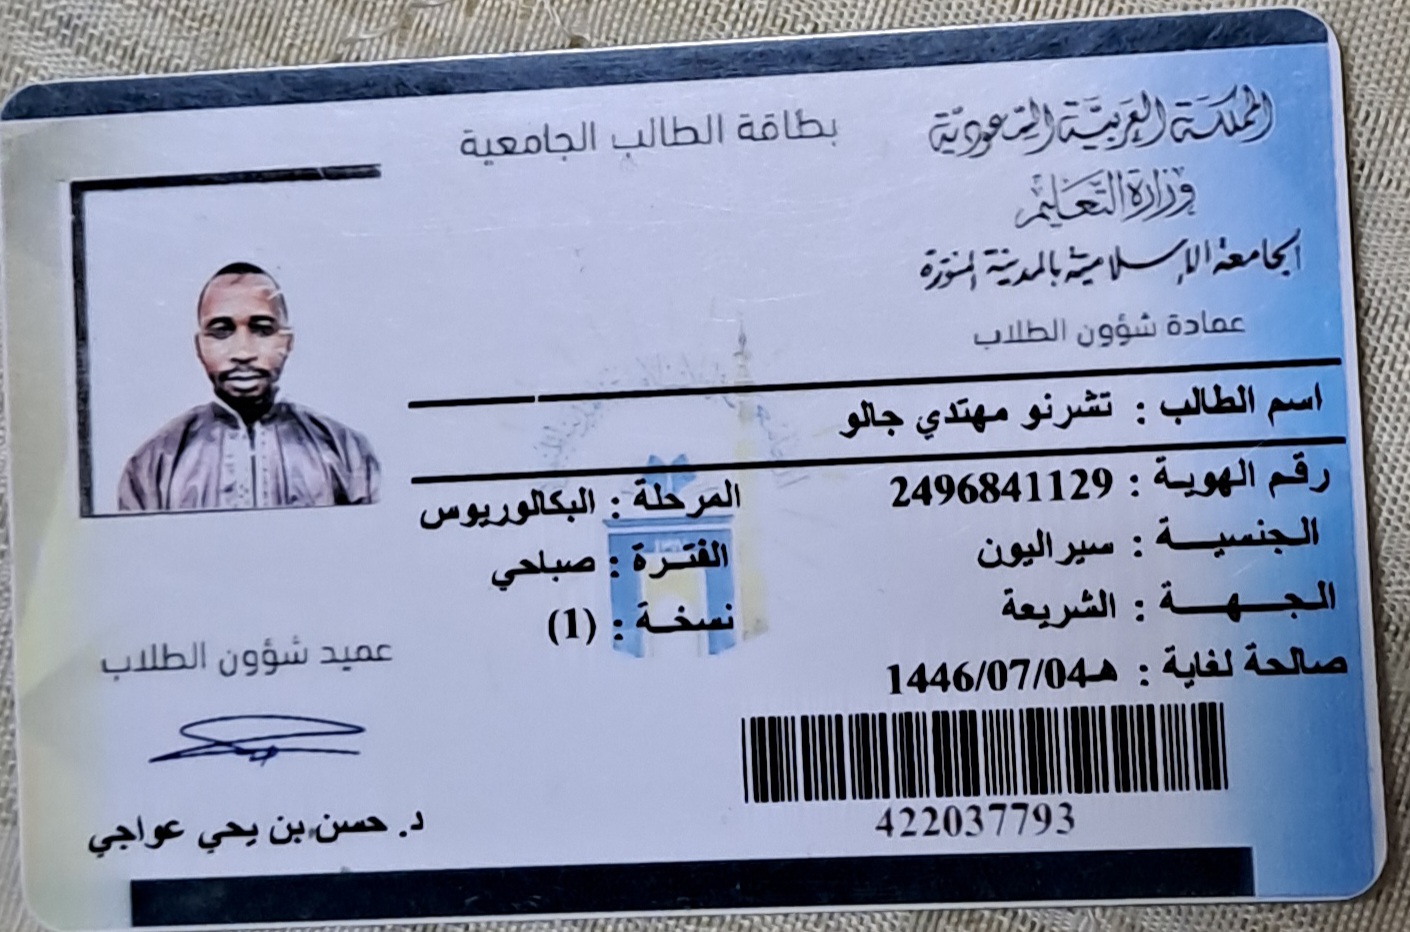 المملكة العربية السعودية
وزارة التعليم
الجامعة الإسلامية بالمدينة المنورة
عمادة شؤون الطلاب
بطاقة الطالب الجامعية
اسم الطالب : تشرنو مهتدي جالو
رقم الهوية : 2496841129
المرحلة : البكالوريوس
الجنسية : سيراليون
الفترة : صباحي
الجهة : الشريعة
نسخة : (1)
صالحة لغاية : 1446/07/04هـ
422037793
عميد شؤون الطلاب
د. حسن بن يحي عواجي